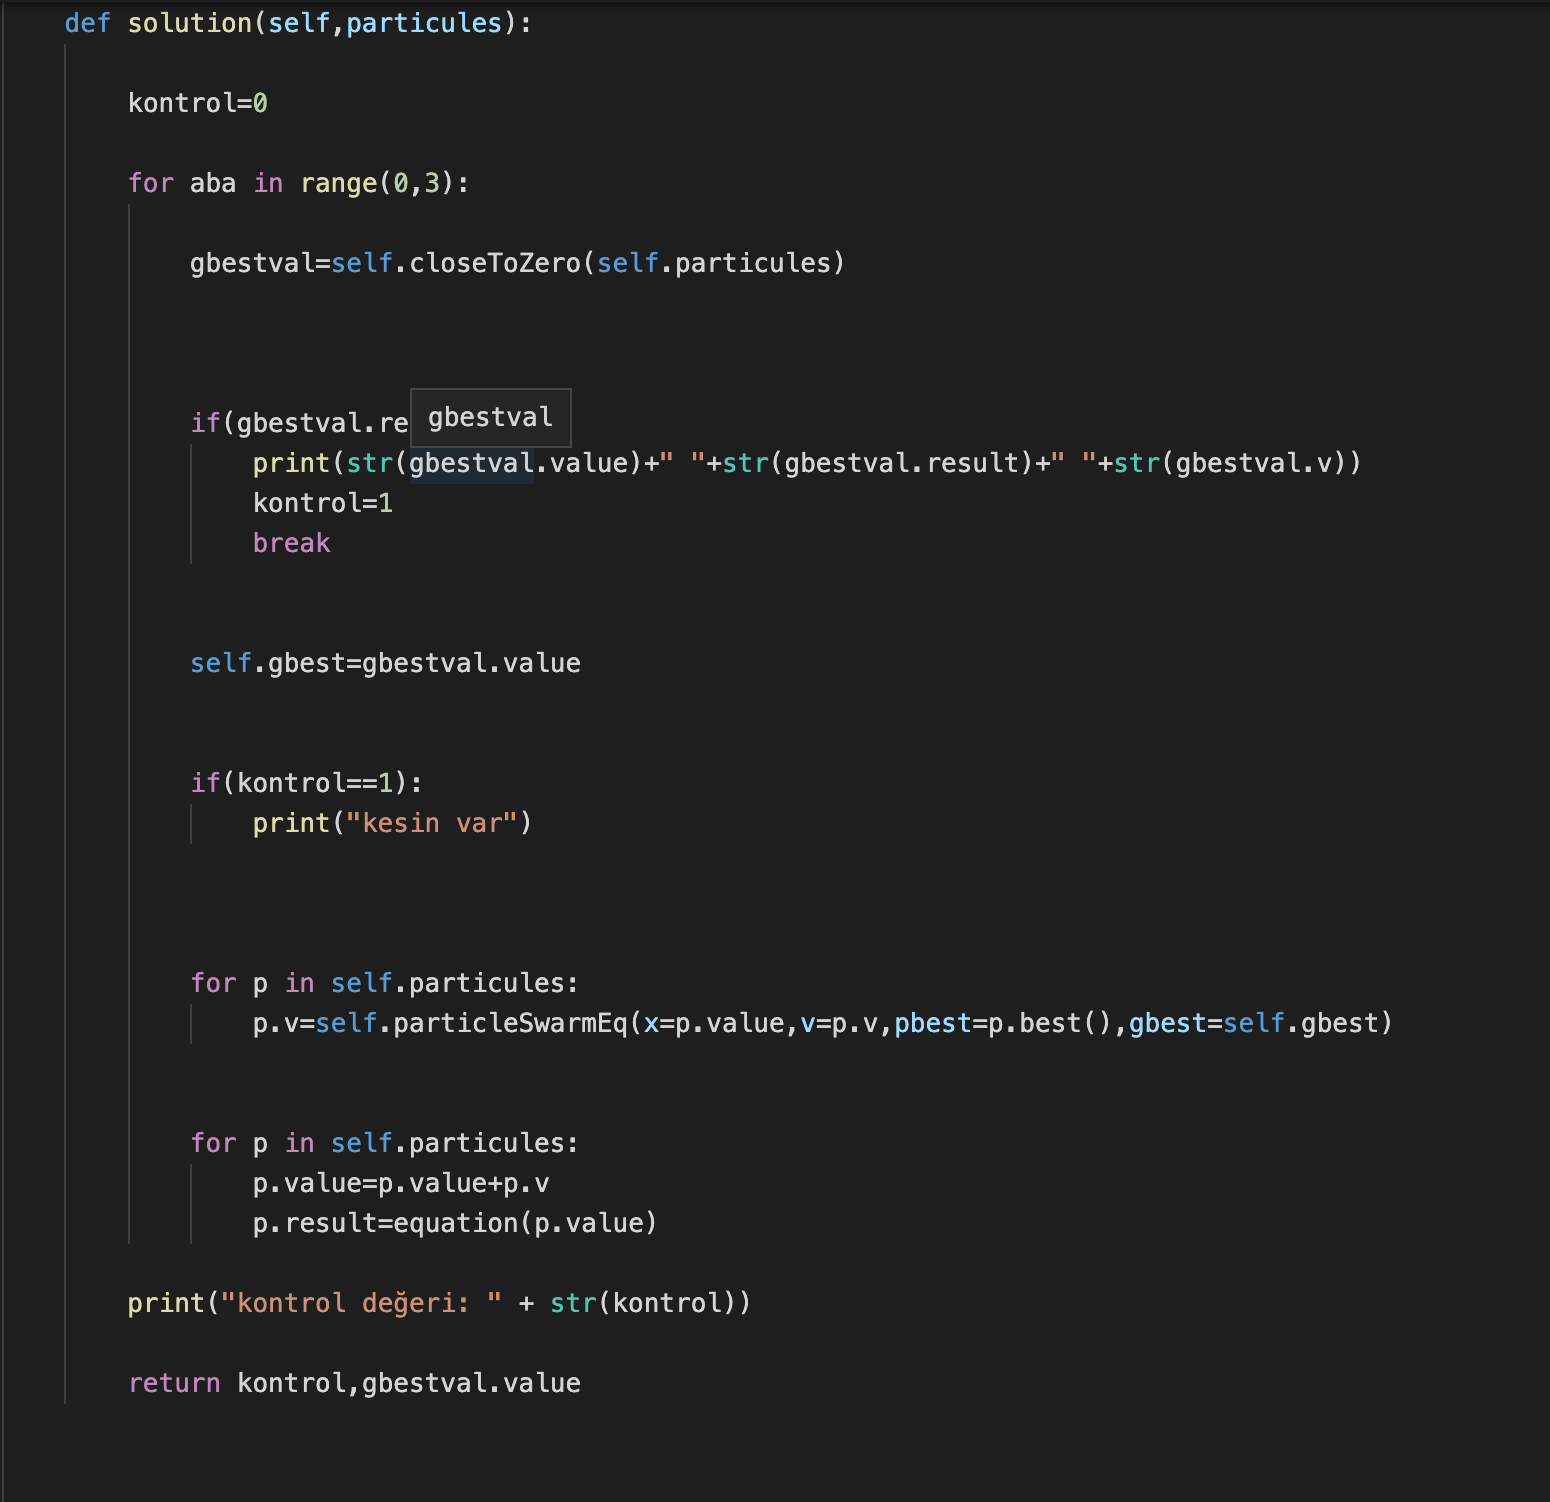 def solution(self,particules):
kontrol=0
for aba in range(0,3):
gbestval=self.closeToZero(self.particules)
if(gbestval.re
gbestval
print(str(gbestval.value)+" "+str(gbestval.result)+" "+str(gbestval.v))
kontrol=1
break
self.gbest=gbestval.value
if(kontrol==1):
print("kesin var")
for p in self.particules:
p.v=self.particleSwarmEq(x=p.value,v=p.v,pbest=p.best(),gbest=self.gbest)
for p in self.particules:
p.value=p.value+p.v
p.result=equation(p.value)
print("kontrol değeri: " + str(kontrol))
return kontrol,gbestval.value